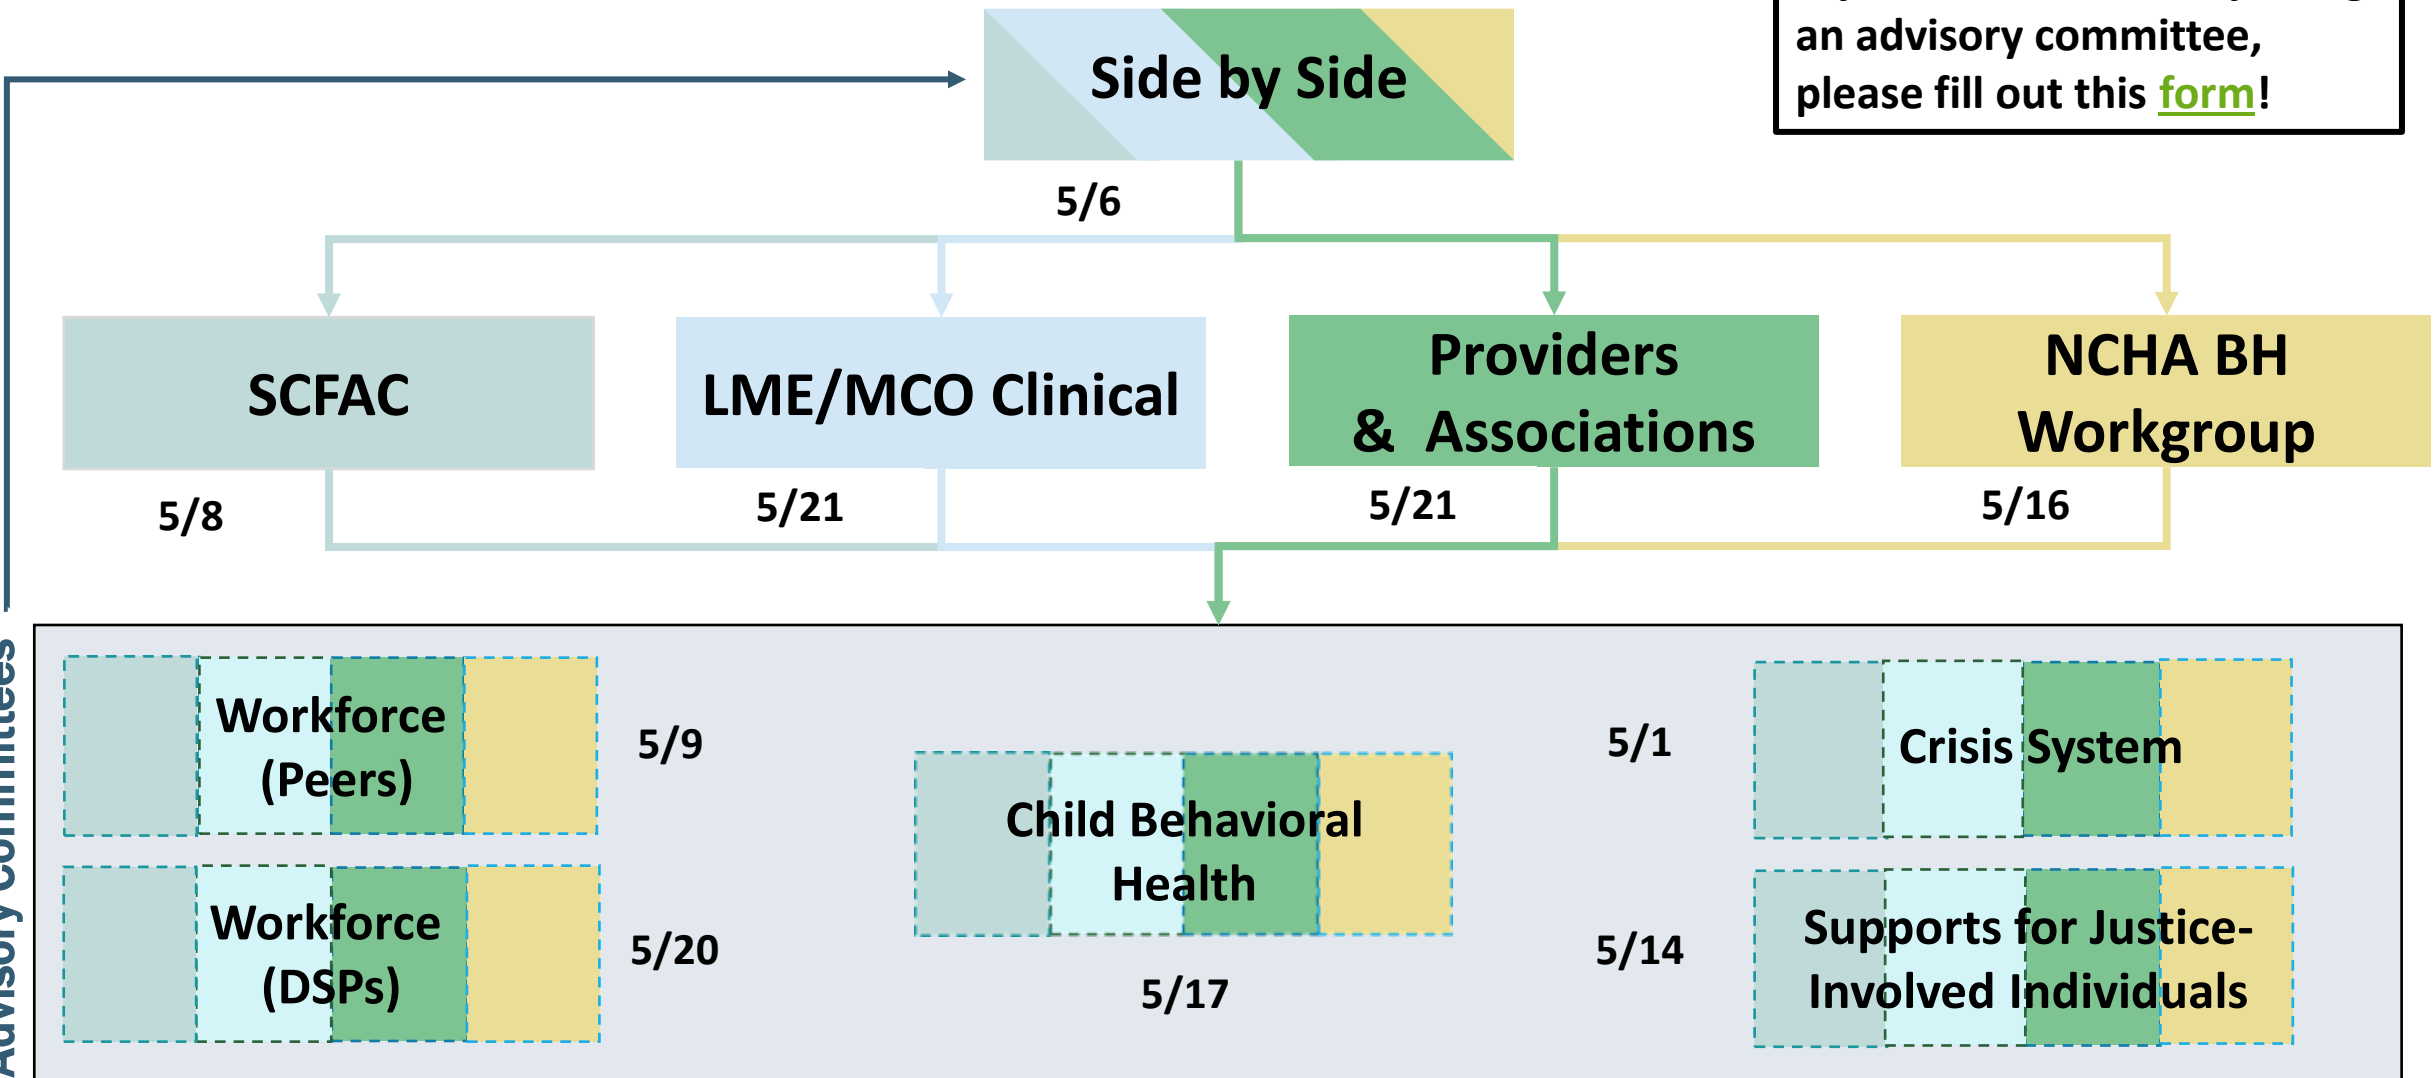 an advisory committee,
please fill out this form!
Side by Side
5/6
SCFAC
LME/MCO Clinical
Providers
& Associations
NCHA BH
Workgroup
5/8
5/21
5/21
5/16
Advisory Committees
Workforce
(Peers)
5/9
Workforce
(DSPs)
5/20
Child Behavioral
Health
5/17
5/1
Crisis System
5/14
Supports for Justice-
Involved Individuals